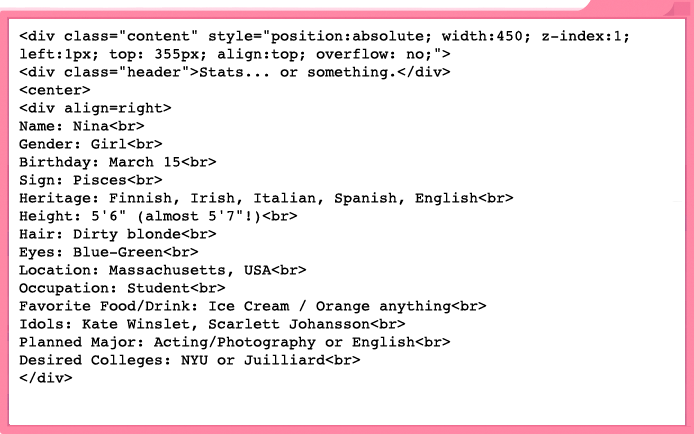 <div class="content" style="position:absolute; width:450; z-index:1;
left:1px; top: 355px; align:top; overflow: no;">
<div class="header">Stats... or something.</div>
<center>
<div align=right>
Name: Nina<br>
Gender: Girl<br>
Birthday: March 15<br>
Sign: Pisces<br>
Heritage: Finnish, Irish, Italian, Spanish, English<br>
Height: 5'6" (almost 5'7"!)<br>
Hair: Dirty blonde<br>
Eyes: Blue-Green<br>
Location: Massachusetts, USA<br>
Occupation: Student<br>
Favorite Food/Drink: Ice Cream / Orange anything<br>
Idols: Kate Winslet, Scarlett Johansson<br>
Planned Major: Acting/Photography or English<br>
Desired Colleges: NYU or Juilliard<br>
</div>